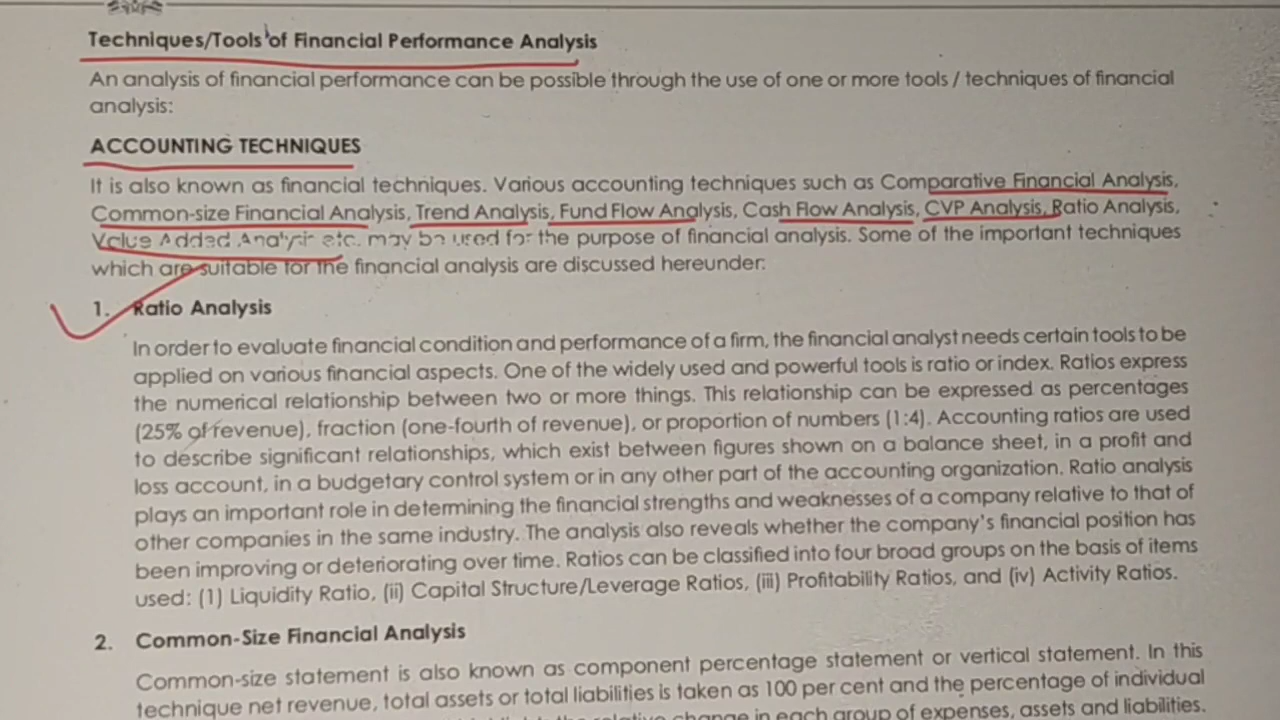 Techniques/Tools of Financial Performance Analysis
An analysis of financial performance can be possible through the use of one or more tools / techniques of financial
analysis:
ACCOUNTING TECHNIQUES
It is also known as financial techniques. Various accounting techniques such as Comparative Financial Analysis,
Common-size Financial Analysis, Trend Analysis, Fund Flow Analysis, Cash Flow Analysis, CVP Analysis, Ratio Analysis,
Value Added Analysis etc. may be used for the purpose of financial analysis. Some of the important techniques
which are suitable for the financial analysis are discussed hereunder:
1. Ratio Analysis
In order to evaluate financial condition and performance of a firm, the financial analyst needs certain tools to be
applied on various financial aspects. One of the widely used and powerful tools is ratio or index. Ratios express
the numerical relationship between two or more things. This relationship can be expressed as percentages
(25% of revenue), fraction (one-fourth of revenue), or proportion of numbers (1:4). Accounting ratios are used
to describe significant relationships, which exist between figures shown on a balance sheet, in a profit and
loss account, in a budgetary control system or in any other part of the accounting organization. Ratio analysis
plays an important role in determining the financial strengths and weaknesses of a company relative to that of
other companies in the same industry. The analysis also reveals whether the company's financial position has
been improving or deteriorating over time. Ratios can be classified into four broad groups on the basis of items
used: (1) Liquidity Ratio, (ii) Capital Structure/Leverage Ratios, (iii) Profitability Ratios, and (iv) Activity Ratios.
2. Common-Size Financial Analysis
Common-size statement is also known as component percentage statement or vertical statement. In this
technique net revenue, total assets or total liabilities is taken as 100 per cent and the percentage of individual
change in each group of expenses, assets and liabilities.